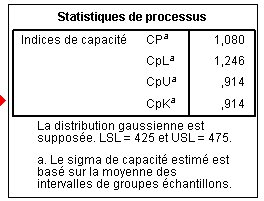 Statistiques de processus
Indices de capacité CPa 1,080
CpLa 1,246
CpUa ,914
CpKa ,914
La distribution gaussienne est
supposée. LSL = 425 et USL = 475.
a. Le sigma de capacité estimé est
basé sur la moyenne des
intervalles de groupes échantillons.